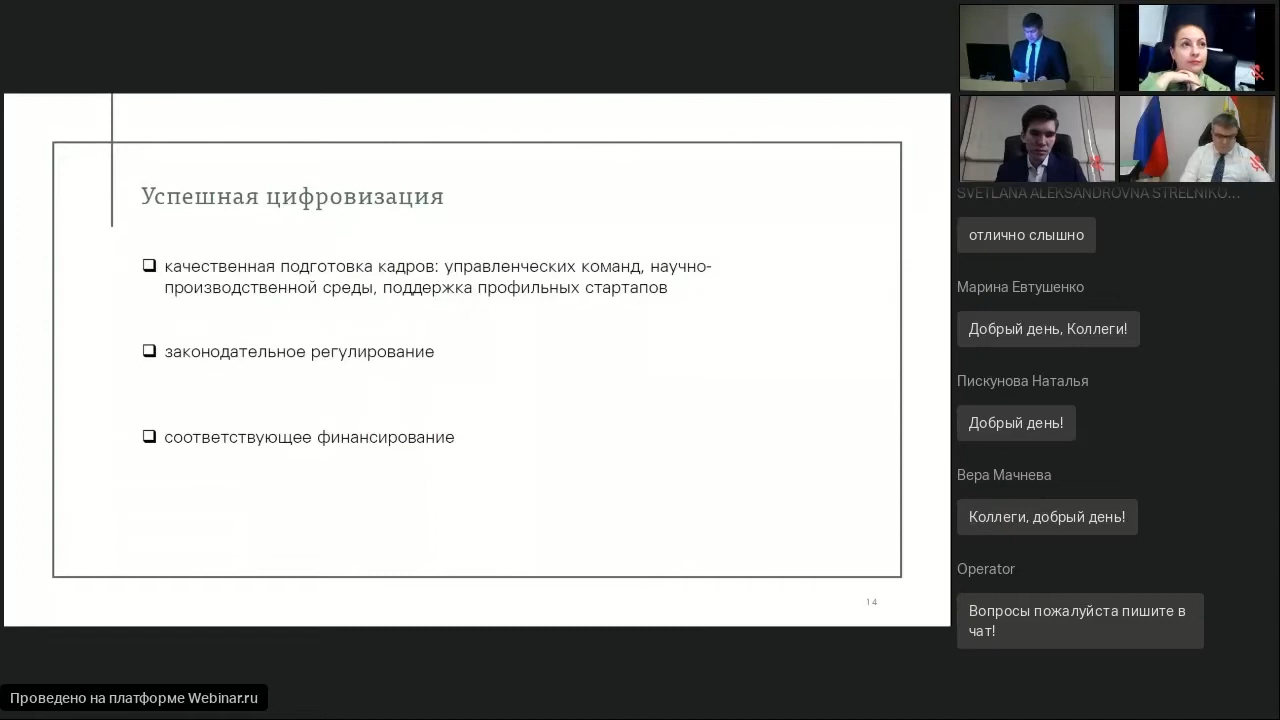 Успешная цифровизация
качественная подготовка кадров: управленческих команд, научно-
производственной среды, поддержка профильных стартапов
законодательное регулирование
соответствующее финансирование
14
SVETLANA ALEKSANDROVNA STRELNIKO...
отлично слышно
Марина Евтушенко
Добрый день, Коллеги!
Пискунова Наталья
Добрый день!
Вера Мачнева
Коллеги, добрый день!
Operator
Вопросы пожалуйста пишите в
чат!
Проведено на платформе Webinar.ru